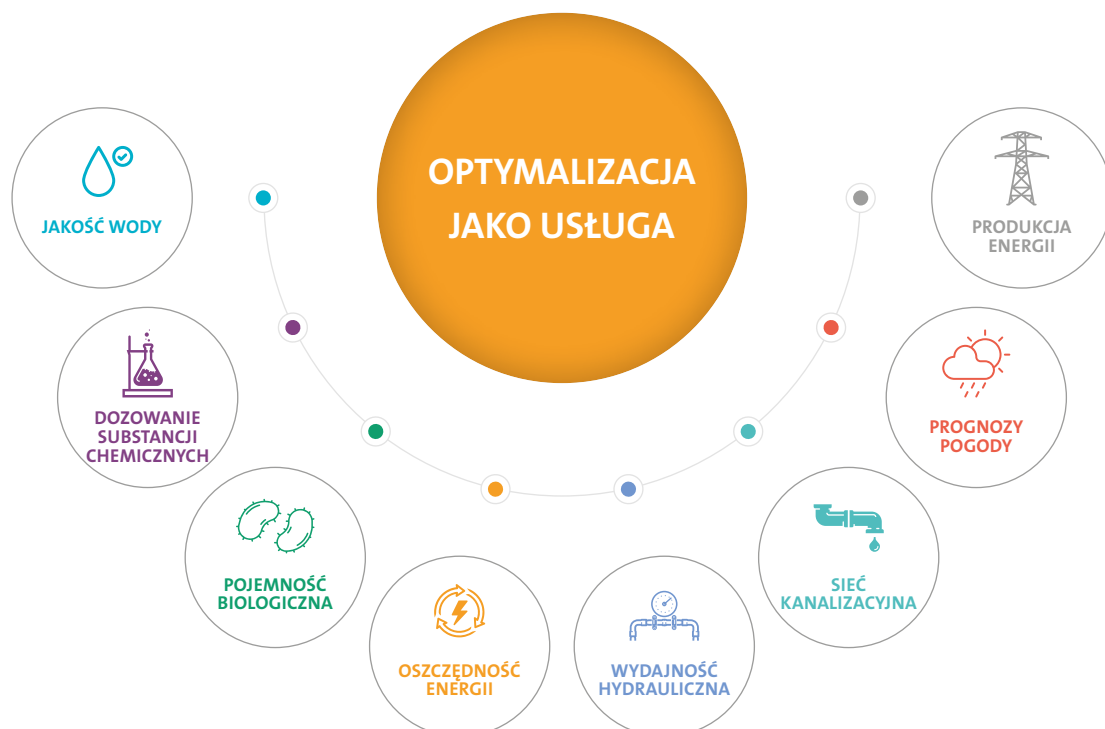 OPTYMALIZACJA
JAKO USŁUGA
JAKOŚĆ WODY
DOZOWANIE
SUBSTANCJI
CHEMICZNYCH
POJEMNOŚĆ
BIOLOGICZNA
OSZCZĘDNOŚĆ
ENERGII
WYDAJNOŚĆ
HYDRAULICZNA
SIEĆ
KANALIZACYJNA
PROGNOZY
POGODY
PRODUKCJA
ENERGII